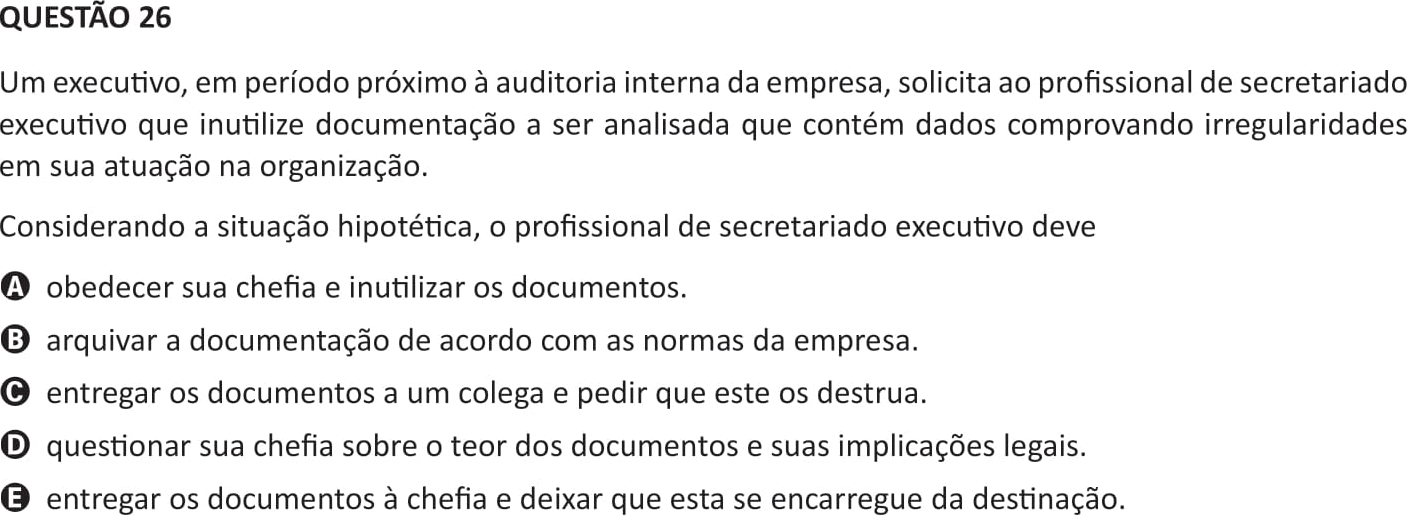 QUESTÃO 26
Um executivo, em período próximo à auditoria interna da empresa, solicita ao profissional de secretariado
executivo que inutilize documentação a ser analisada que contém dados comprovando irregularidades
em sua atuação na organização.
Considerando a situação hipotética, o profissional de secretariado executivo deve
A obedecer sua chefia e inutilizar os documentos.
B arquivar a documentação de acordo com as normas da empresa.
C entregar os documentos a um colega e pedir que este os destrua.
D questionar sua chefia sobre o teor dos documentos e suas implicações legais.
E entregar os documentos à chefia e deixar que esta se encarregue da destinação.